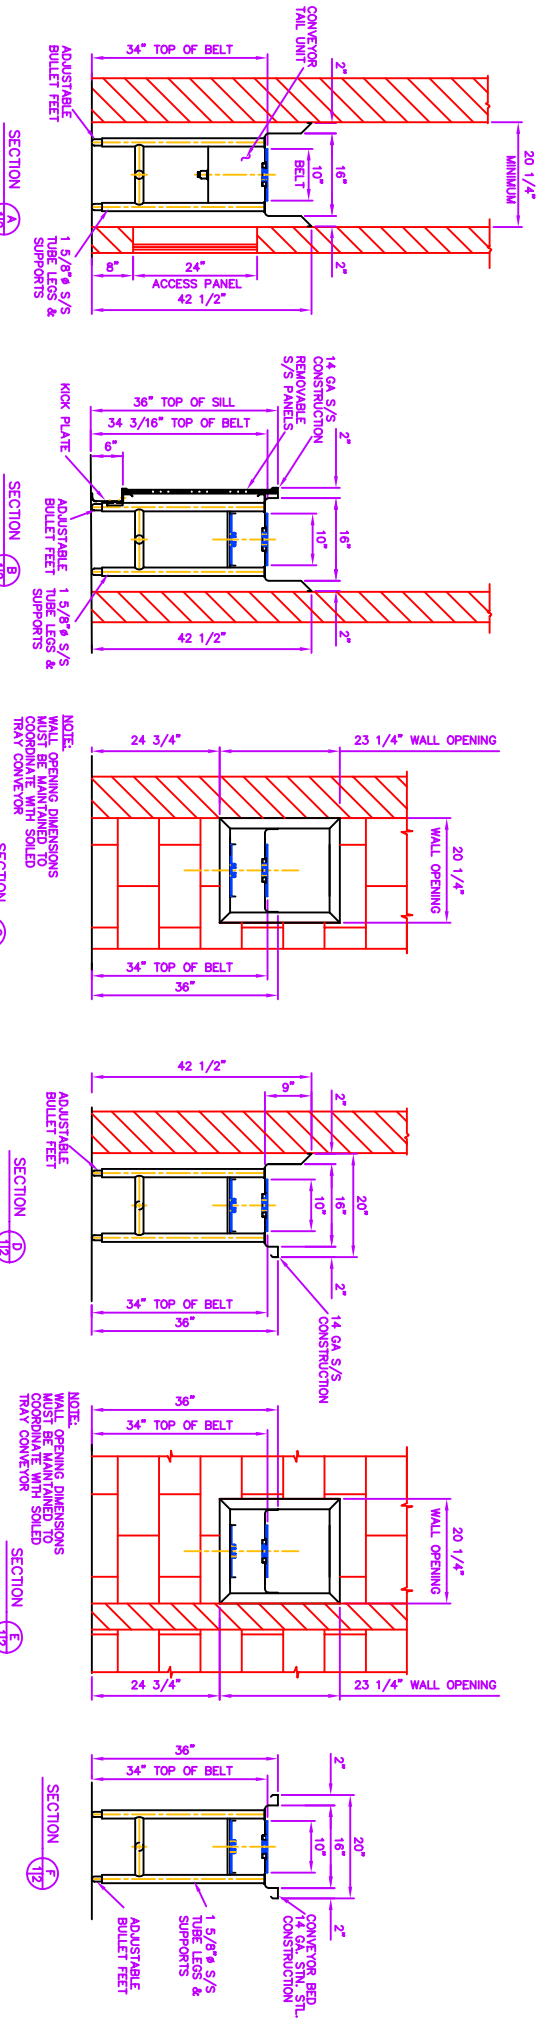 CONVEYOR
TAIL UNIT
34" TOP OF BELT
ADJUSTABLE
BULLET FEET
2"
20 1/4"
MINIMUM
16"
10"
BELT
2"
8"
24"
ACCESS PANEL
42 1/2"
1 5/8"ø S/S
TUBE LEGS &
SUPPORTS
SECTION
A
14 GA S/S
CONSTRUCTION
REMOVABLE
S/S PANELS
36" TOP OF SILL
34 3/16" TOP OF BELT
6"
KICK PLATE
2"
16"
10"
2"
42 1/2"
ADJUSTABLE
BULLET FEET
1 5/8"ø S/S
TUBE LEGS &
SUPPORTS
SECTION
B
24 3/4"
23 1/4" WALL OPENING
20 1/4"
WALL OPENING
34" TOP OF BELT
36"
NOTE:
WALL OPENING DIMENSIONS
MUST BE MAINTAINED TO
COORDINATE WITH SOILED
TRAY CONVEYOR
SECTION
42 1/2"
9"
2"
20"
16"
10"
2"
14 GA S/S
CONSTRUCTION
34" TOP OF BELT
36"
ADJUSTABLE
BULLET FEET
SECTION
D
1|2
36"
34" TOP OF BELT
20 1/4"
WALL OPENING
24 3/4"
23 1/4" WALL OPENING
NOTE:
WALL OPENING DIMENSIONS
MUST BE MAINTAINED TO
COORDINATE WITH SOILED
TRAY CONVEYOR
SECTION
E
1|2
36"
34" TOP OF BELT
2"
20"
16"
10"
2"
CONVEYOR BED
14 GA. STN. STL.
CONSTRUCTION
1 5/8"ø S/S
TUBE LEGS &
SUPPORTS
ADJUSTABLE
BULLET FEET
SECTION
F
1|2